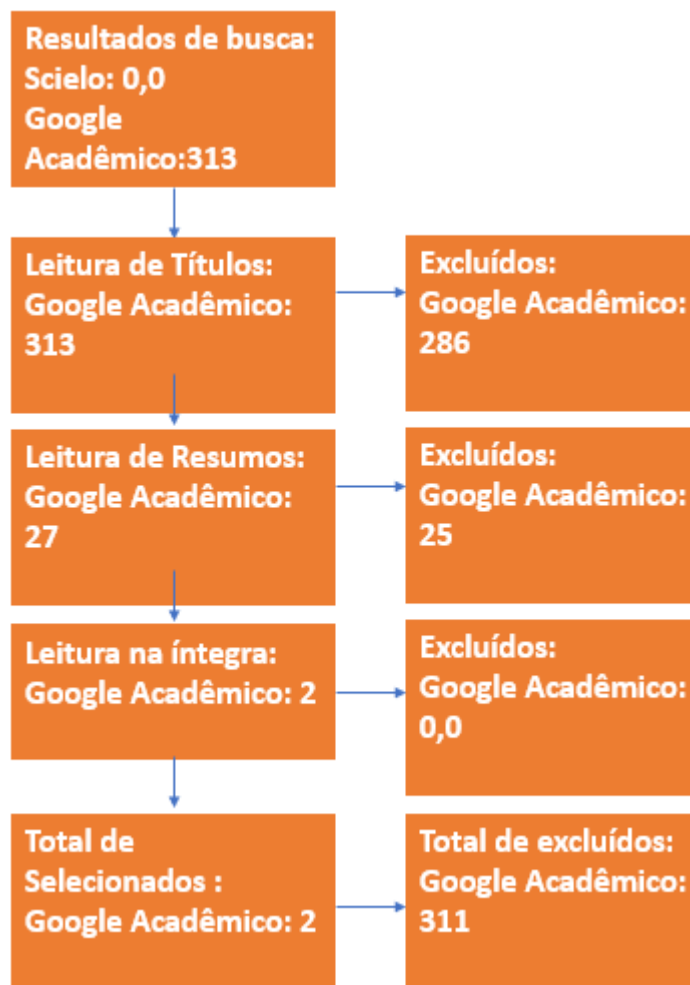 Resultados de busca:
Scielo: 0,0
Google
Acadêmico:313
Leitura de Títulos:
Google Acadêmico:
313
Excluídos:
Google Acadêmico:
286
Leitura de Resumos:
Google Acadêmico:
27
Excluídos:
Google Acadêmico:
25
Leitura na íntegra:
Google Acadêmico: 2
Excluídos:
Google Acadêmico:
0,0
Total de
Selecionados :
Google Acadêmico: 2
Total de excluídos:
Google Acadêmico:
311